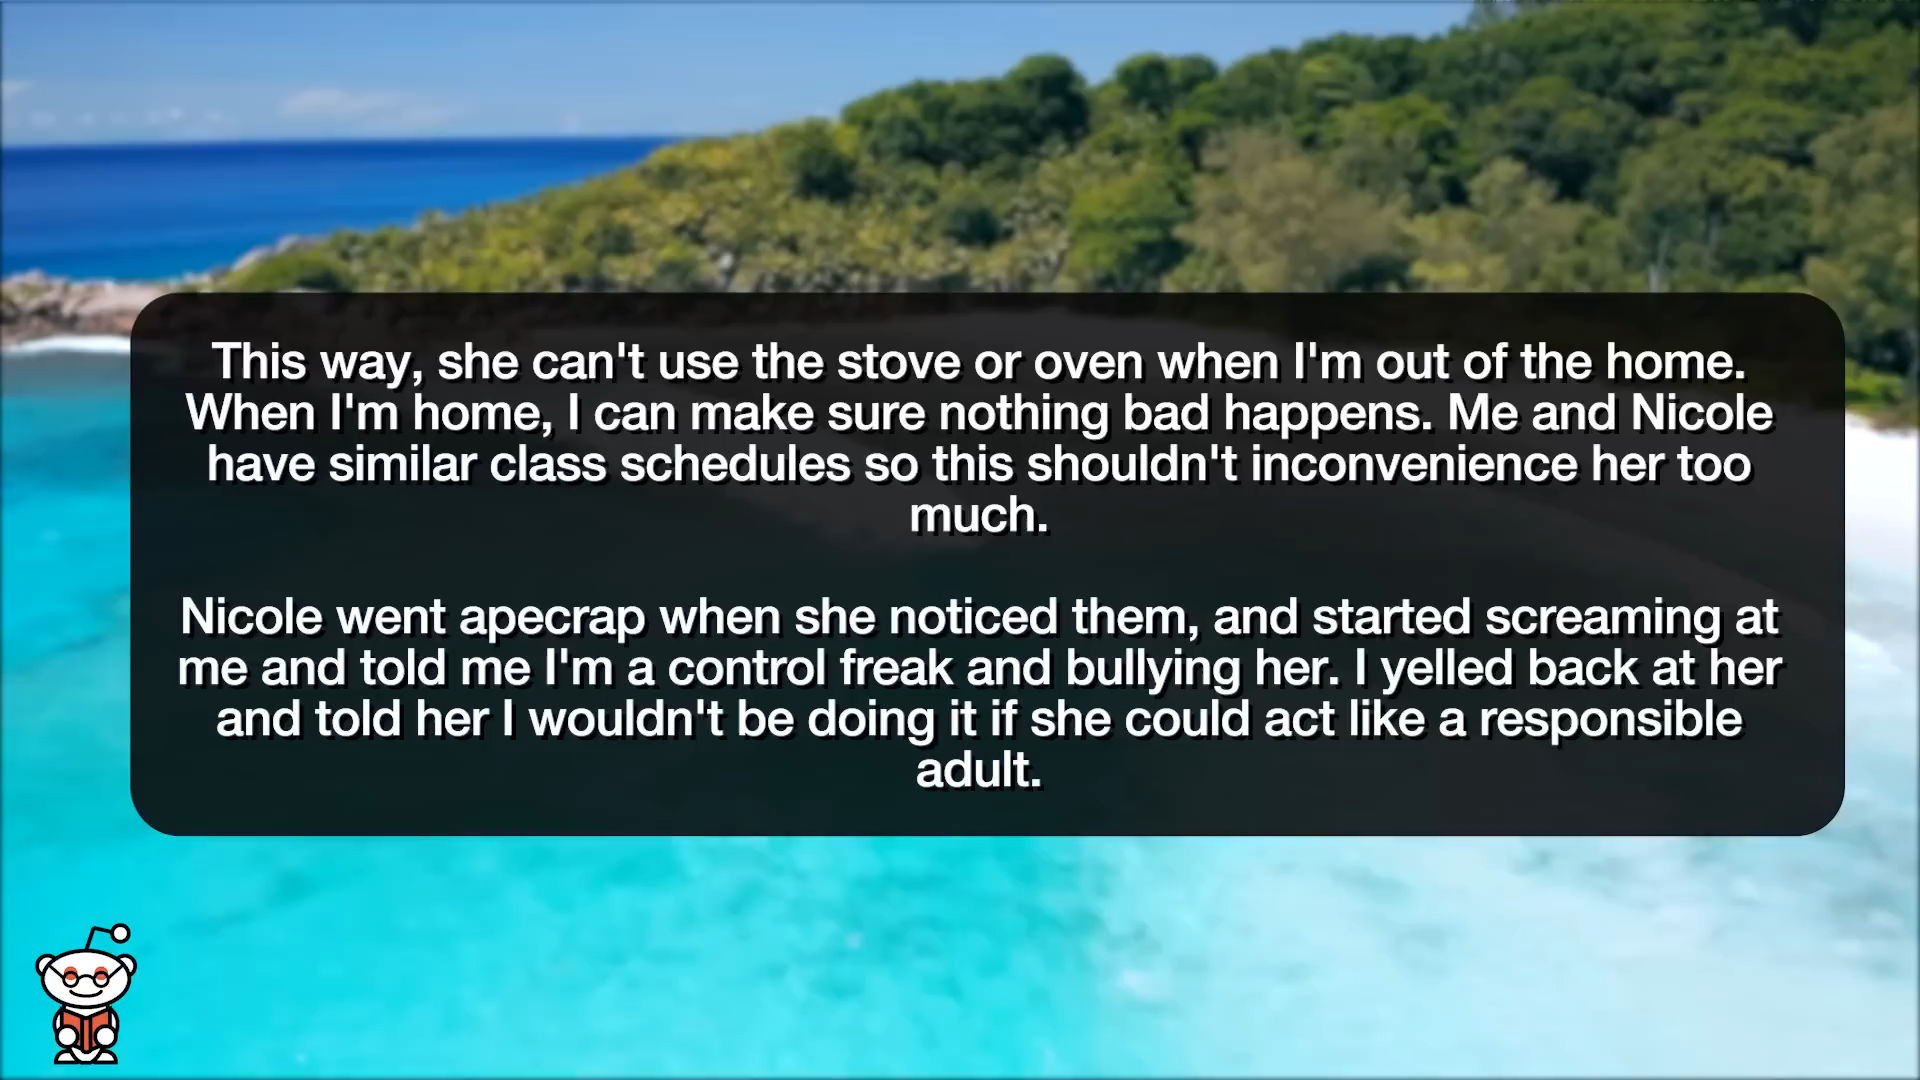 This way, she can't use the stove or oven when I'm out of the home.
When I'm home, I can make sure nothing bad happens. Me and Nicole
have similar class schedules so this shouldn't inconvenience her too
much.
Nicole went apecrap when she noticed them, and started screaming at
me and told me I'm a control freak and bullying her. I yelled back at her
and told her I wouldn't be doing it if she could act like a responsible
adult.